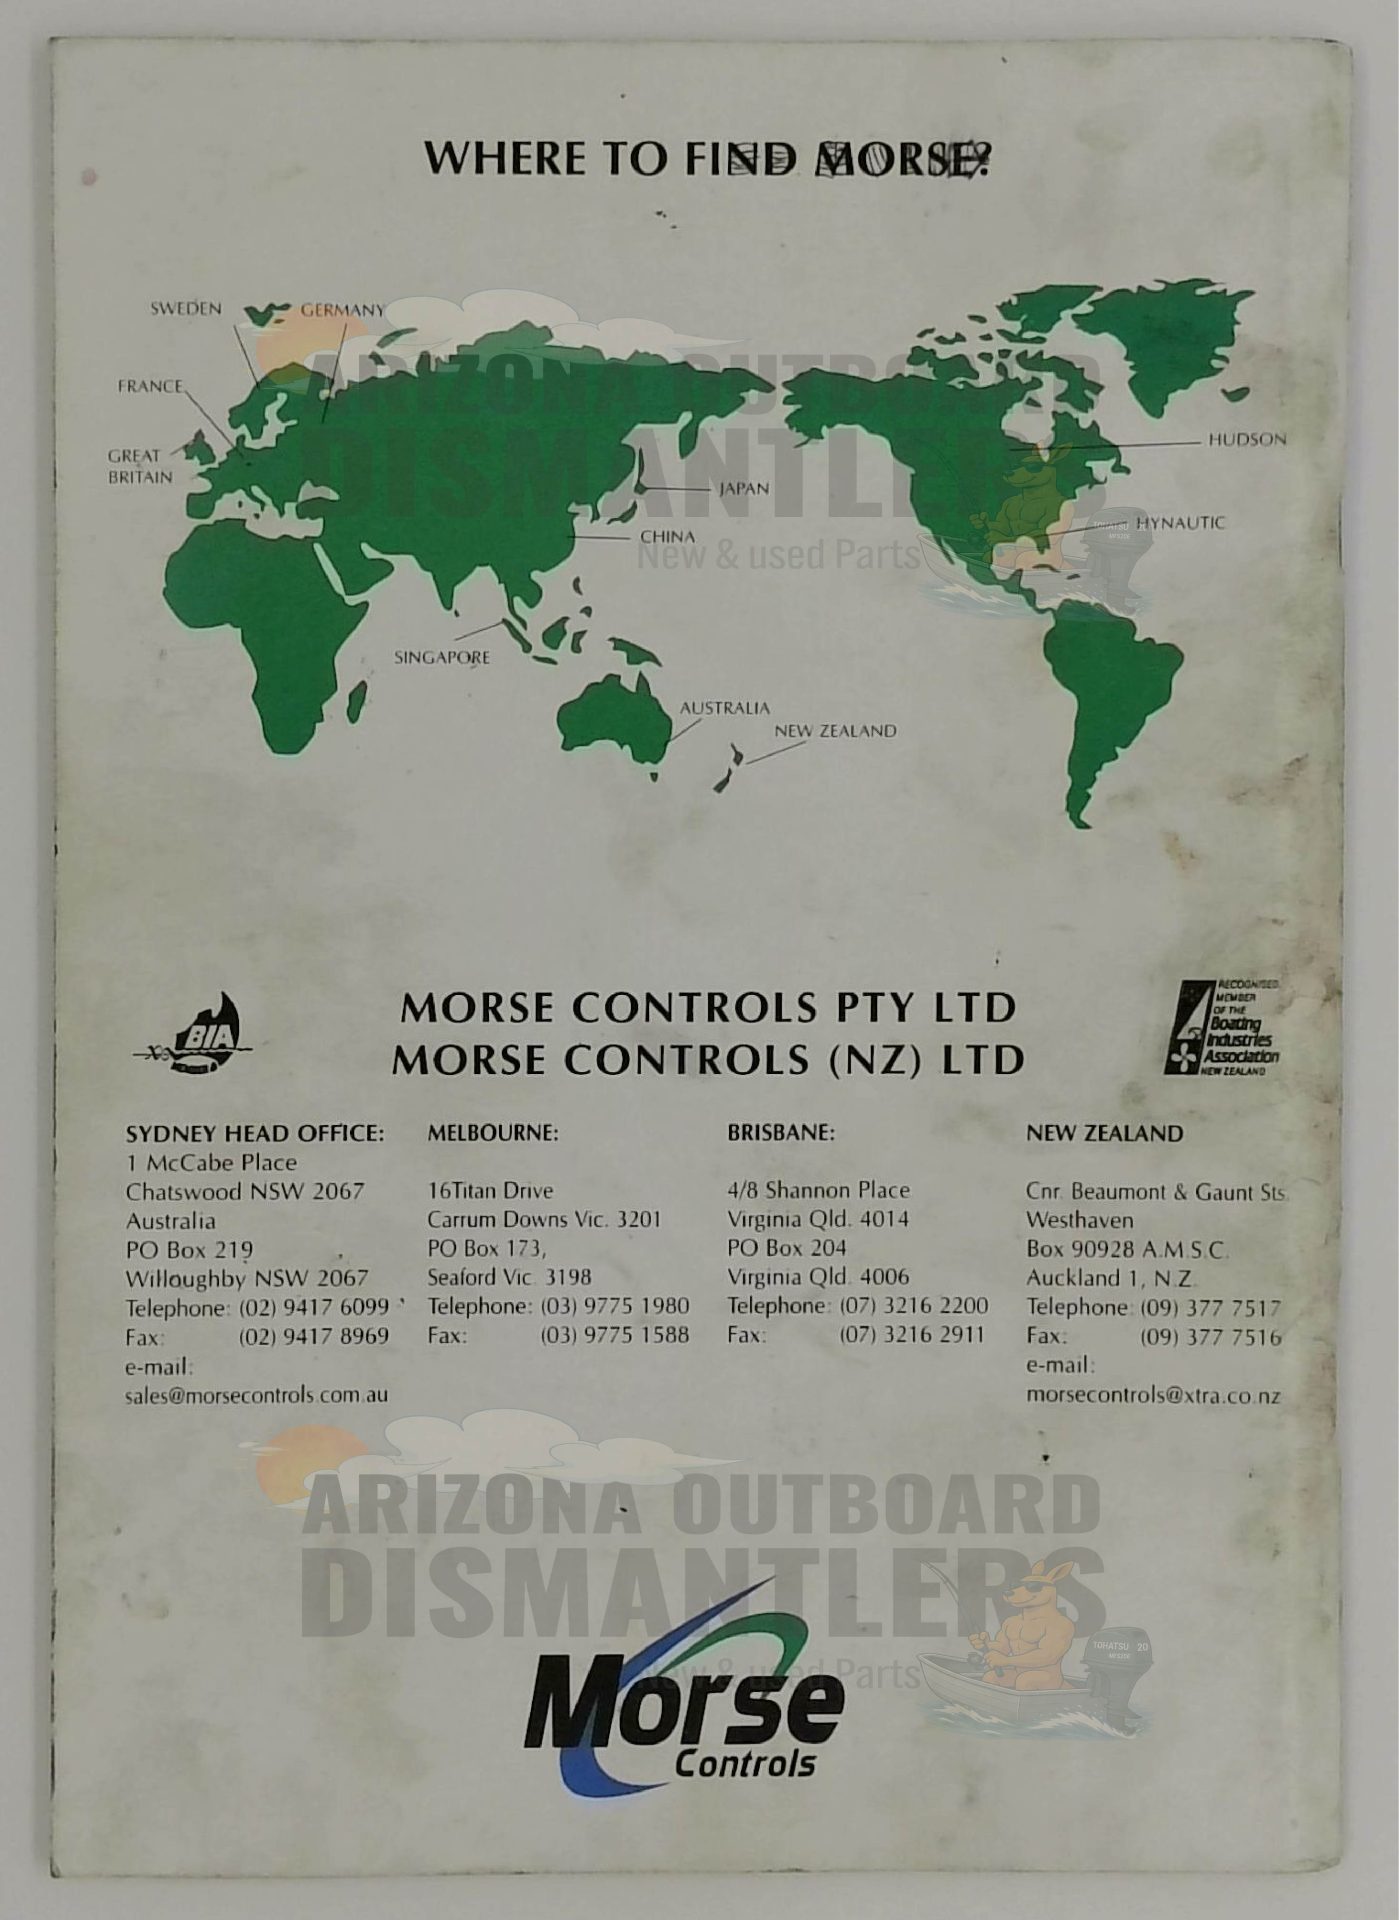 WHERE TO FIND MORSE?
SWEDEN
GERMANY
FRANCE
GREAT
BRITAIN
HUDSON
JAPAN
HYNAUTIC
CHINA
SINGAPORE
AUSTRALIA
NEW ZEALAND
ARIZONA OUTBOARD
DISMANTLERS
New & used Parts
TOHATSU 20
MFS20E
BIA
MORSE CONTROLS PTY LTD
MORSE CONTROLS (NZ) LTD
RECOGNISED
MEMBER
OF THE
Boating
Industries
Association
NEW ZEALAND
SYDNEY HEAD OFFICE:
1 McCabe Place
Chatswood NSW 2067
Australia
PO Box 219
Willoughby NSW 2067
Telephone: (02) 9417 6099
Fax: (02) 9417 8969
e-mail:
sales@morsecontrols.com.au
MELBOURNE:
16Titan Drive
Carrum Downs Vic. 3201
PO Box 173,
Seaford Vic. 3198
Telephone: (03) 9775 1980
Fax: (03) 9775 1588
BRISBANE:
4/8 Shannon Place
Virginia Qld. 4014
PO Box 204
Virginia Qld. 4006
Telephone: (07) 3216 2200
Fax: (07) 3216 2911
NEW ZEALAND
Cnr. Beaumont & Gaunt Sts.
Westhaven
Box 90928 A.M.S.C.
Auckland 1, N.Z.
Telephone: (09) 377 7517
Fax: (09) 377 7516
e-mail:
morsecontrols@xtra.co.nz
ARIZONA OUTBOARD
DISMANTLERS
New & used Parts
TOHATSU 20
MFS20E
Morse
Controls